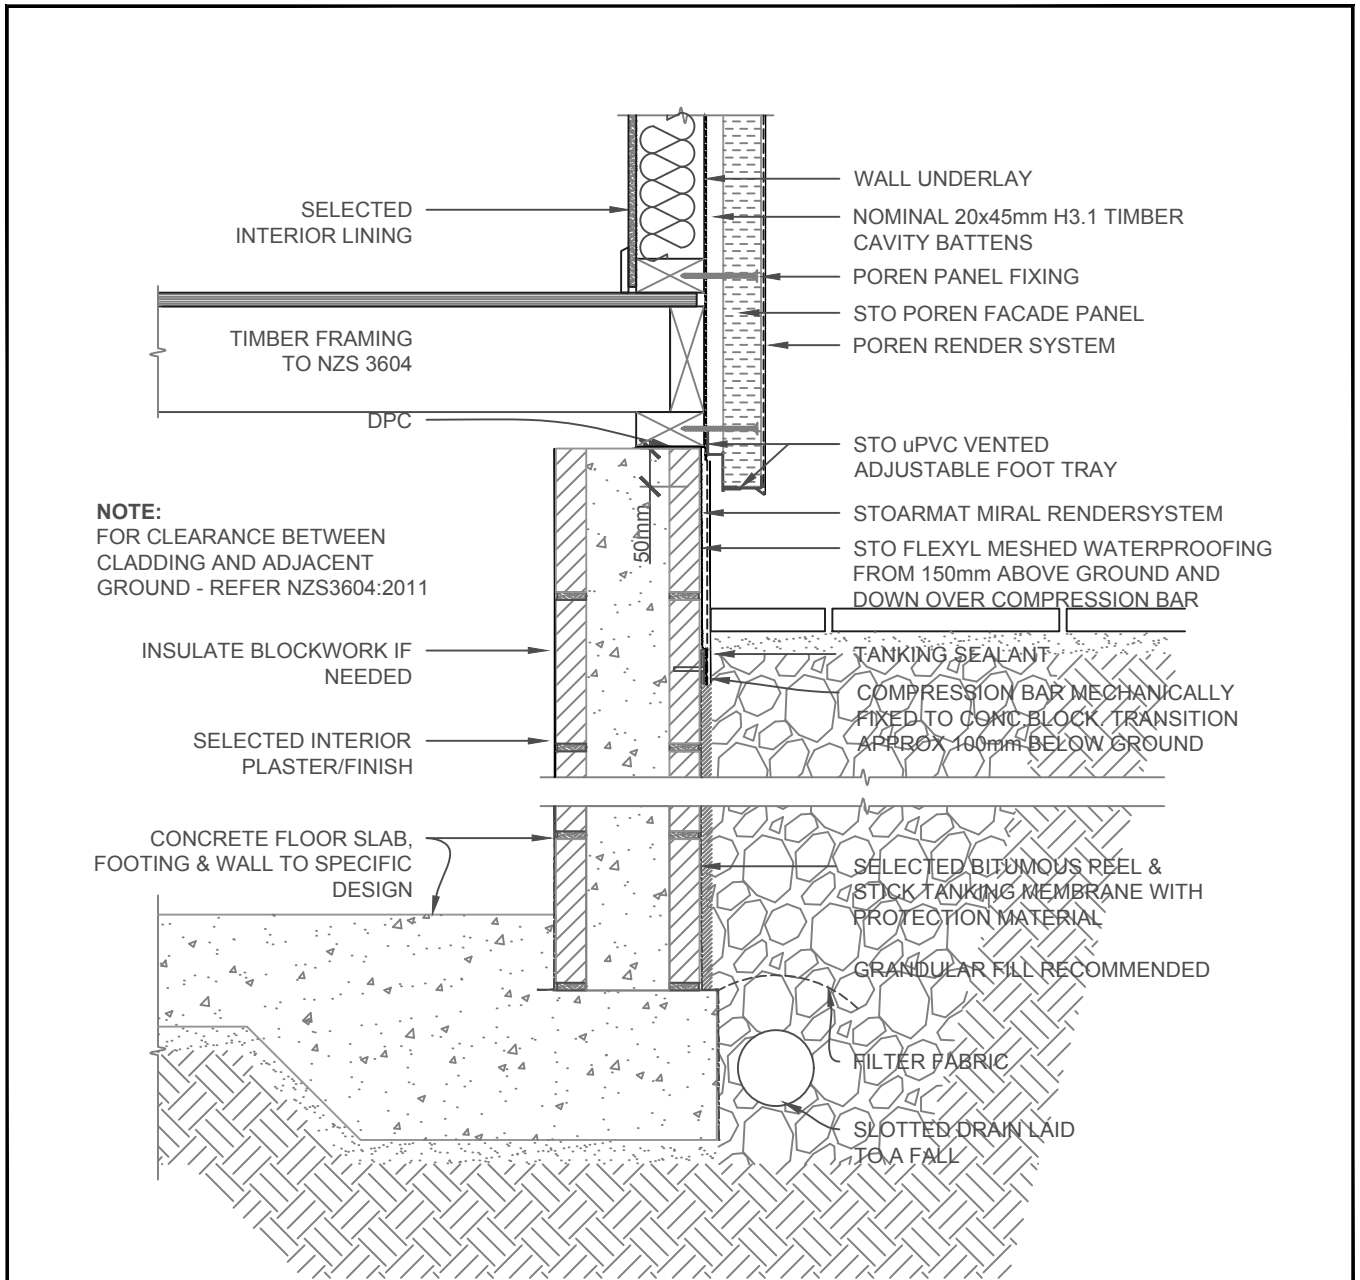 SELECTED
INTERIOR LINING
TIMBER FRAMING
TO NZS 3604
DPC
NOTE:
FOR CLEARANCE BETWEEN
CLADDING AND ADJACENT
GROUND - REFER NZS3604:2011
INSULATE BLOCKWORK IF
NEEDED
SELECTED INTERIOR
PLASTER/FINISH
CONCRETE FLOOR SLAB,
FOOTING & WALL TO SPECIFIC
DESIGN
50mm
WALL UNDERLAY
NOMINAL 20x45mm H3.1 TIMBER
CAVITY BATTENS
POREN PANEL FIXING
STO POREN FACADE PANEL
POREN RENDER SYSTEM
STO uPVC VENTED
ADJUSTABLE FOOT TRAY
STOARMAT MIRAL RENDERSYSTEM
STO FLEXYL MESHED WATERPROOFING
FROM 150mm ABOVE GROUND AND
DOWN OVER COMPRESSION BAR
TANKING SEALANT
COMPRESSION BAR MECHANICALLY
FIXED TO CONC.BLOCK. TRANSITION
APPROX 100mm BELOW GROUND
SELECTED BITUMOUS PEEL &
STICK TANKING MEMBRANE WITH
PROTECTION MATERIAL
GRANDULAR FILL RECOMMENDED
FILTER FABRIC
SLOTTED DRAIN LAID
TO A FALL